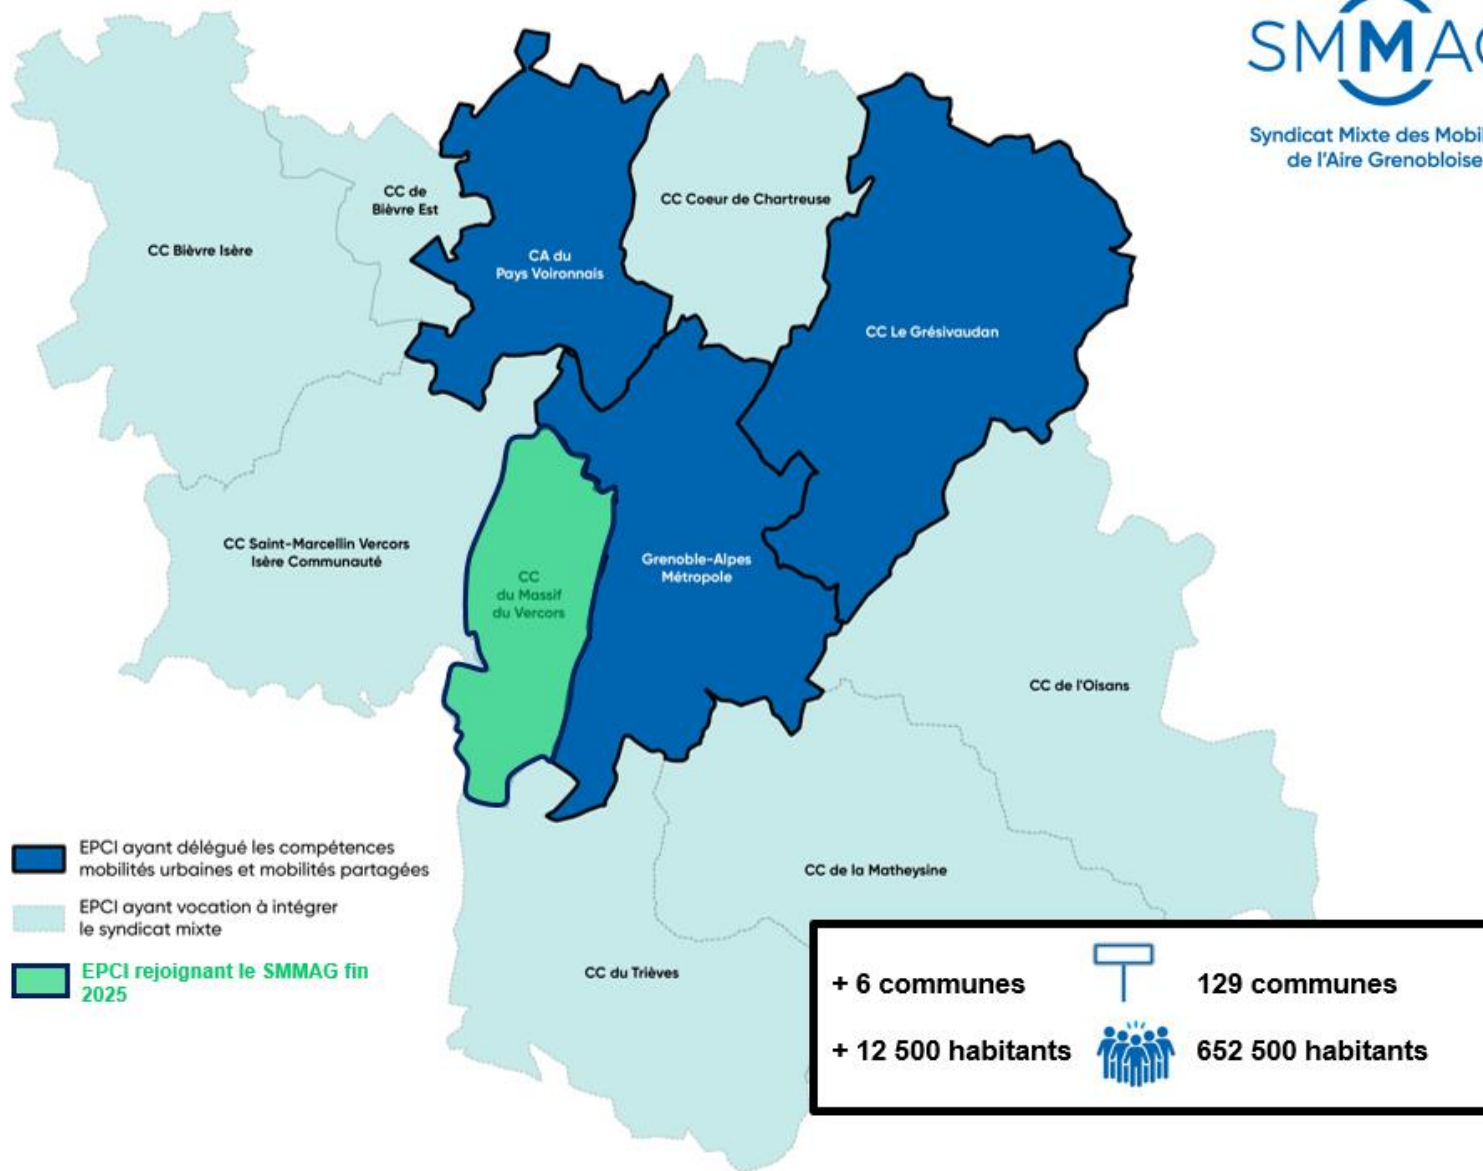 SMMAG
Syndicat Mixte des
de l'Aire Grenobloise
CC de
Bièvre Est
CC Coeur de Chartreuse
CC Bièvre Isère
CA du
Pays Voironnais
CC Le Grésivaudan
CC Saint-Marcellin Vercors
Isère Communauté
Grenoble-Alpes
Métropole
CC
du Massif
du Vercors
CC de l'Oisans
EPCI ayant délégué les compétences
mobilités urbaines et mobilités partagées
CC de la Matheysine
EPCI ayant vocation à intégrer
le syndicat mixte
EPCI rejoignant le SMMAG fin
2025
CC du Trièves
+ 6 communes
129 communes
+ 12 500 habitants
652 500 habitants